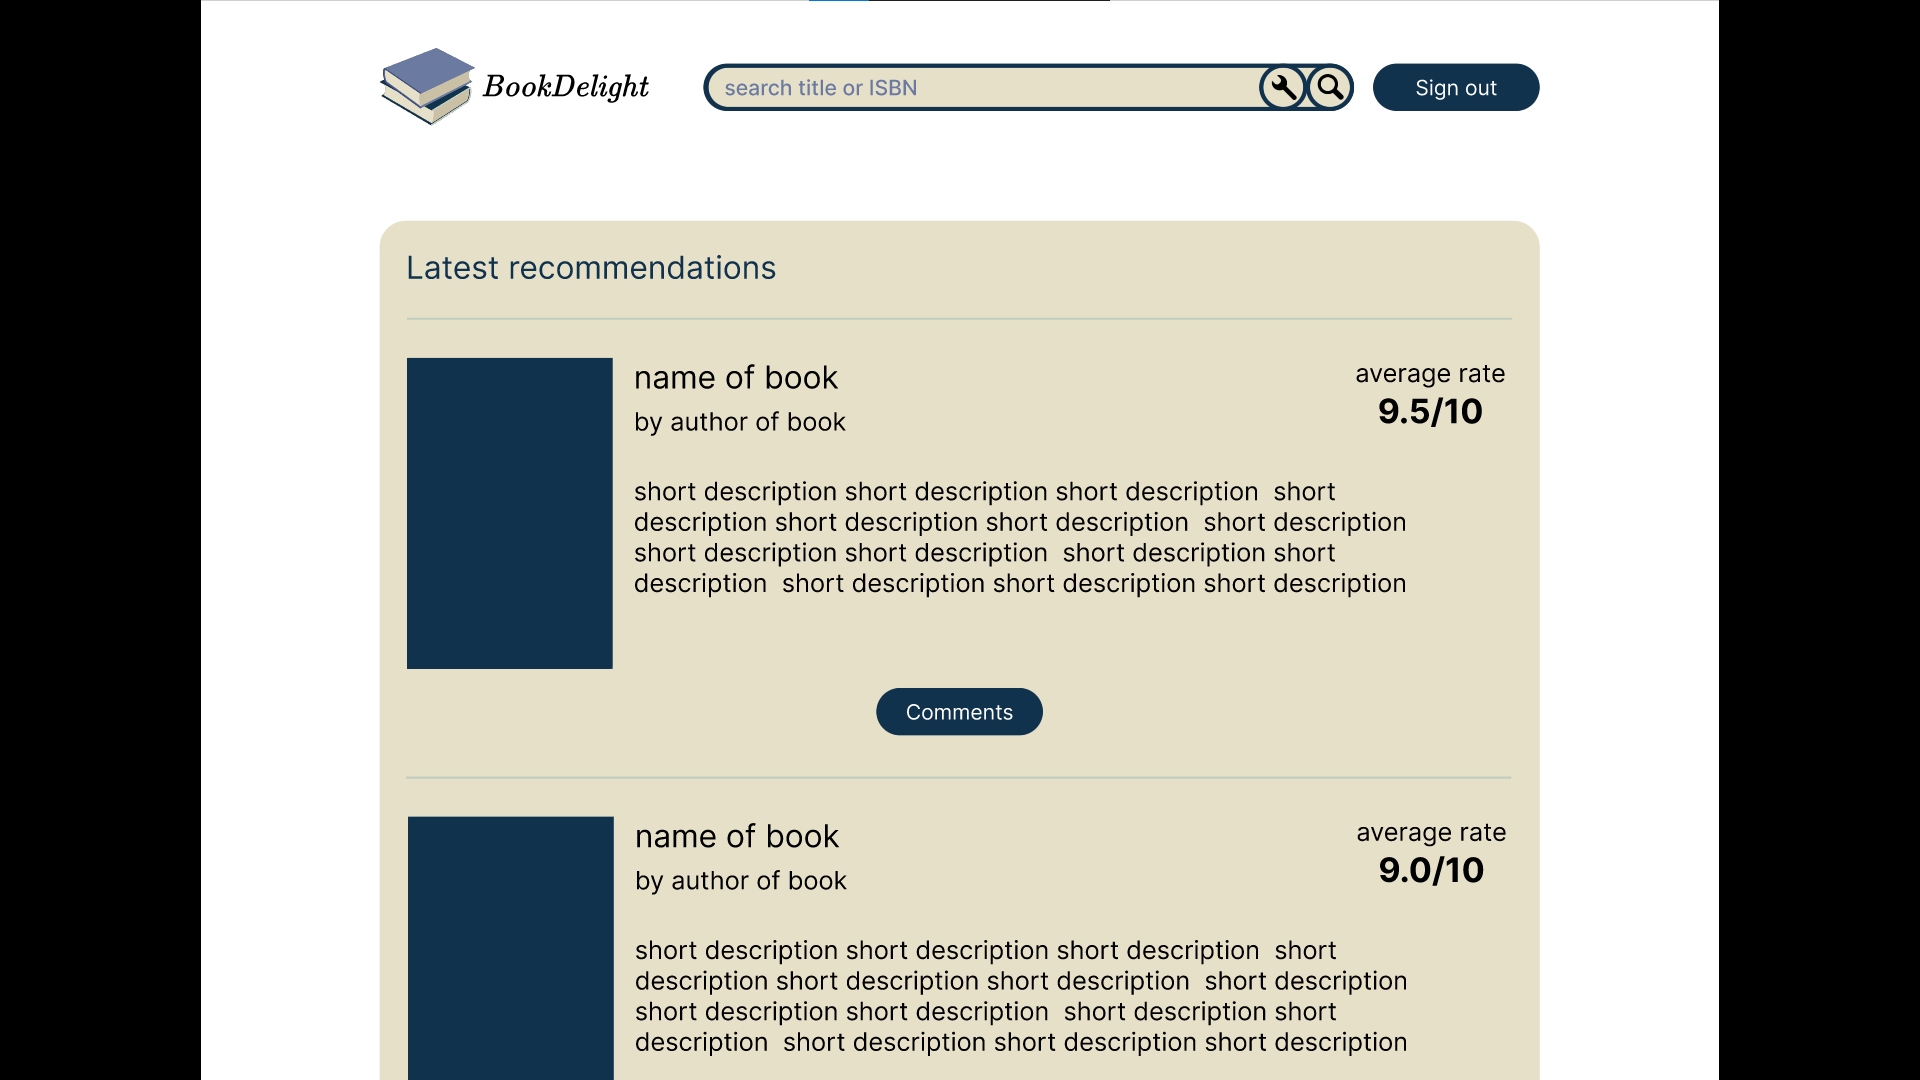 BookDelight
search title or ISBN
Sign out
Latest recommendations
name of book
by author of book
average rate
9.5/10
short description short description short description  short
description short description short description  short description
short description short description  short description short
description  short description short description short description
Comments
name of book
by author of book
average rate
9.0/10
short description short description short description  short
description short description short description  short description
short description short description  short description short
description  short description short description short description